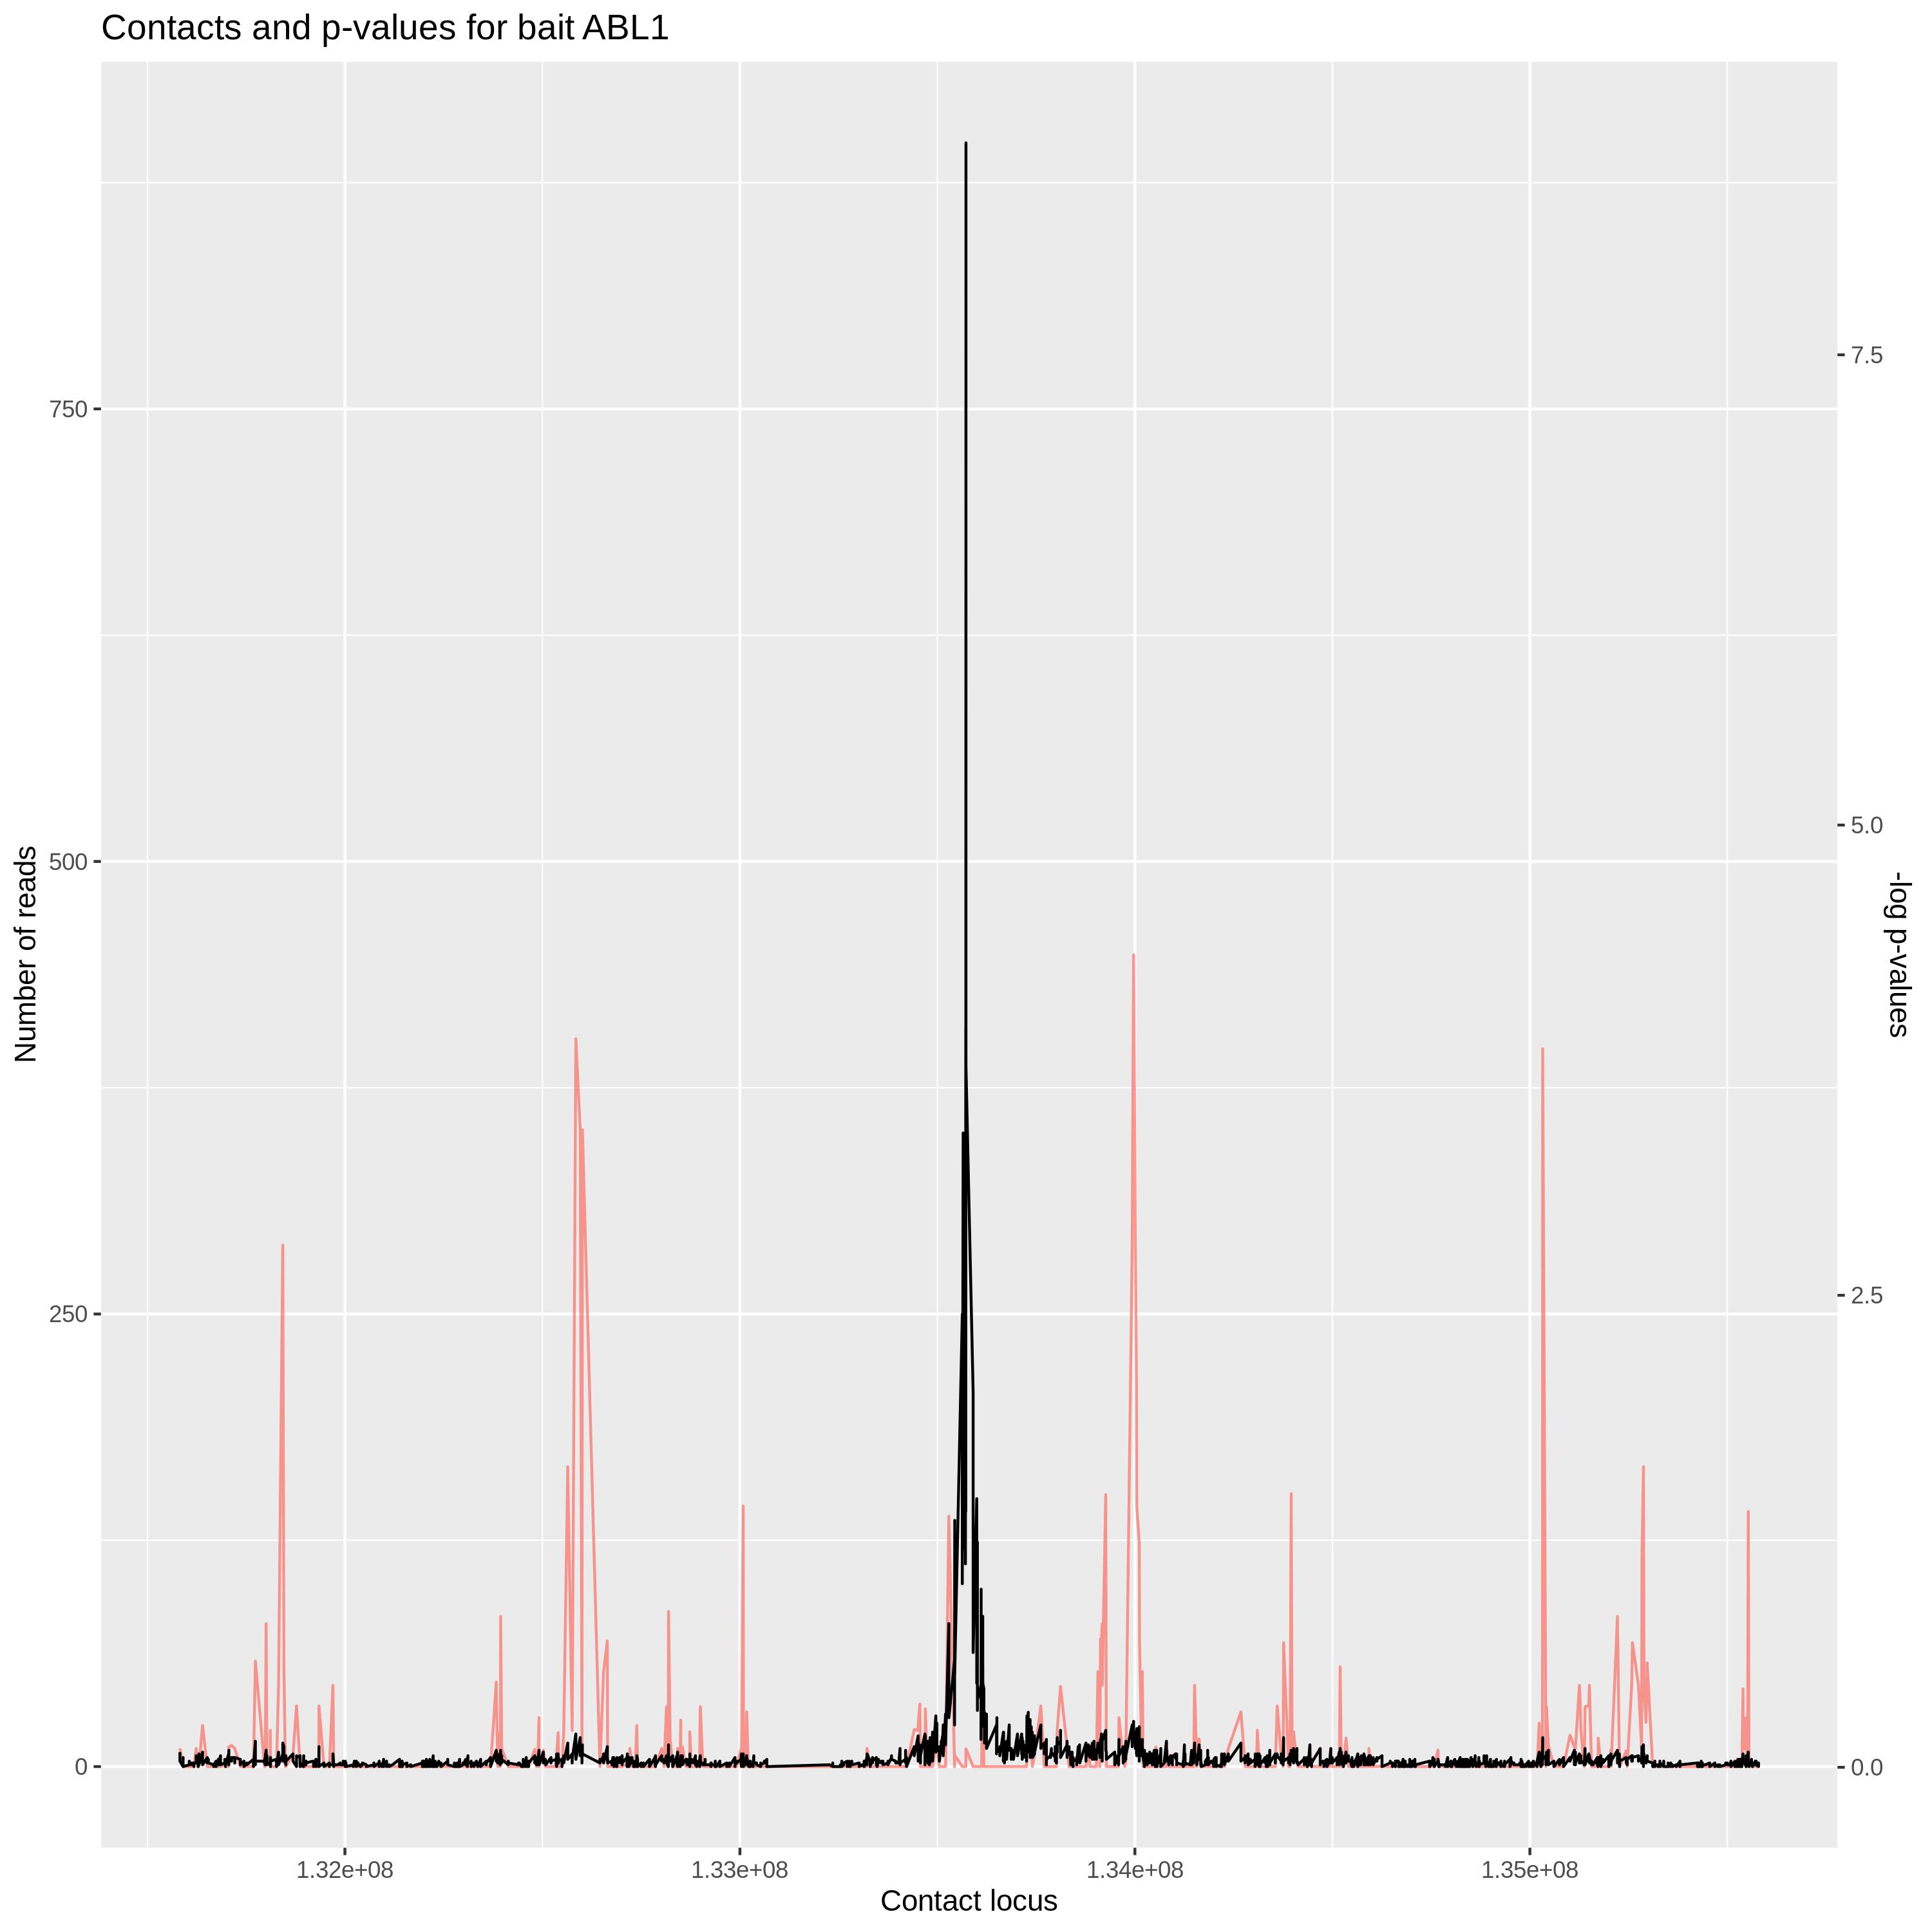 Contacts and p-values for bait ABL1
Number of reads
750
500
250
0
7.5
5.0
2.5
0.0
-log p-values
1.32e+08
1.33e+08
1.34e+08
1.35e+08
Contact locus